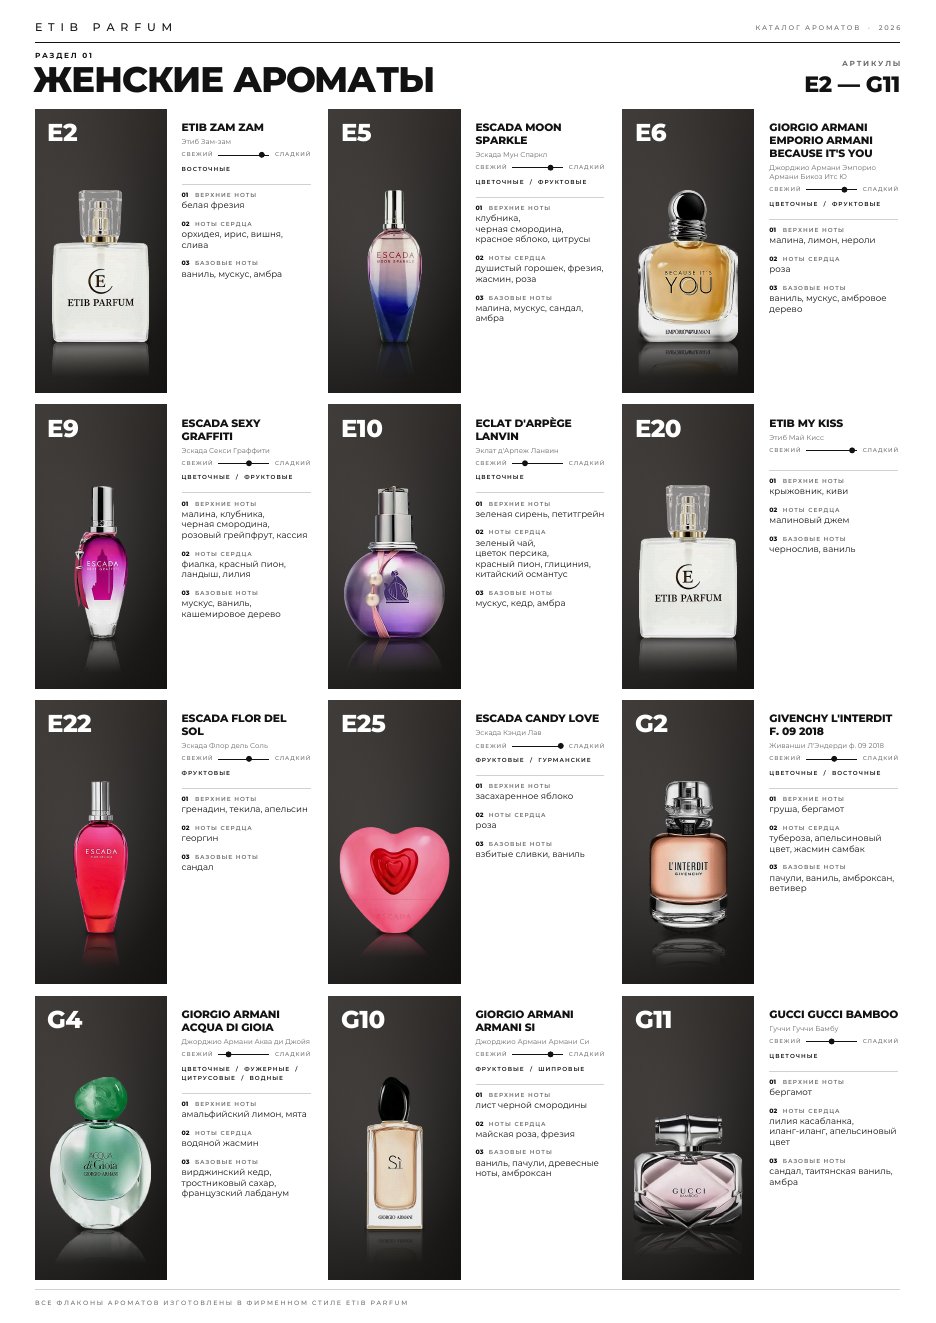 ETIB PARFUM
КАТАЛОГ АРОМАТОВ · 2026
РАЗДЕЛ 01
ЖЕНСКИЕ АРОМАТЫ
АРТИКУЛЫ
E2 — G11
E2
ETIB PARFUM
ETIB ZAM ZAM
Этиб Зам-зам
СВЕЖИЙ СЛАДКИЙ
ВОСТОЧНЫЕ
01 ВЕРХНИЕ НОТЫ
белая фрезия
02 НОТЫ СЕРДЦА
орхидея, ирис, вишня,
слива
03 БАЗОВЫЕ НОТЫ
ваниль, мускус, амбра
E5
ESCADA
MOON SPARKLE
ESCADA MOON
SPARKLE
Эскада Мун Спаркл
СВЕЖИЙ СЛАДКИЙ
ЦВЕТОЧНЫЕ / ФРУКТОВЫЕ
01 ВЕРХНИЕ НОТЫ
клубника,
черная смородина,
красное яблоко, цитрусы
02 НОТЫ СЕРДЦА
душистый горошек, фрезия,
жасмин, роза
03 БАЗОВЫЕ НОТЫ
малина, мускус, сандал,
амбра
E6
BECAUSE IT'S
YOU
EMPORIO ARMANI
GIORGIO ARMANI
EMPORIO ARMANI
BECAUSE IT'S YOU
Джорджио Армани Эмпорио
Армани Бикоз Итс Ю
СВЕЖИЙ СЛАДКИЙ
ЦВЕТОЧНЫЕ / ФРУКТОВЫЕ
01 ВЕРХНИЕ НОТЫ
малина, лимон, нероли
02 НОТЫ СЕРДЦА
роза
03 БАЗОВЫЕ НОТЫ
ваниль, мускус, амбровое
дерево
E9
ESCADA
ESCADA SEXY
GRAFFITI
Эскада Секси Граффити
СВЕЖИЙ СЛАДКИЙ
ЦВЕТОЧНЫЕ / ФРУКТОВЫЕ
01 ВЕРХНИЕ НОТЫ
малина, клубника,
черная смородина,
розовый грейпфрут, кассия
02 НОТЫ СЕРДЦА
фиалка, красный пион,
ландыш, лилия
03 БАЗОВЫЕ НОТЫ
мускус, ваниль,
кашемировое дерево
E10
ECLAT D'ARPÈGE
LANVIN
Эклат д'Арпеж Ланвин
СВЕЖИЙ СЛАДКИЙ
ЦВЕТОЧНЫЕ
01 ВЕРХНИЕ НОТЫ
зеленая сирень, петитгрейн
02 НОТЫ СЕРДЦА
зеленый чай,
цветок персика,
красный пион, глициния,
китайский османтус
03 БАЗОВЫЕ НОТЫ
мускус, кедр, амбра
E20
ETIB PARFUM
ETIB MY KISS
Этиб Май Кисс
СВЕЖИЙ СЛАДКИЙ
01 ВЕРХНИЕ НОТЫ
крыжовник, киви
02 НОТЫ СЕРДЦА
малиновый джем
03 БАЗОВЫЕ НОТЫ
чернослив, ваниль
E22
ESCADA
ESCADA FLOR DEL
SOL
Эскада Флор дель Соль
СВЕЖИЙ СЛАДКИЙ
ФРУКТОВЫЕ
01 ВЕРХНИЕ НОТЫ
гренадин, текила, апельсин
02 НОТЫ СЕРДЦА
георгин
03 БАЗОВЫЕ НОТЫ
сандал
E25
ESCADA
ESCADA CANDY LOVE
Эскада Кэнди Лав
СВЕЖИЙ СЛАДКИЙ
ФРУКТОВЫЕ / ГУРМАНСКИЕ
01 ВЕРХНИЕ НОТЫ
засахаренное яблоко
02 НОТЫ СЕРДЦА
роза
03 БАЗОВЫЕ НОТЫ
взбитые сливки, ваниль
G2
L'INTERDIT
GIVENCHY
GIVENCHY L'INTERDIT
F. 09 2018
Живанши Л'Эндерди ф. 09 2018
СВЕЖИЙ СЛАДКИЙ
ЦВЕТОЧНЫЕ / ВОСТОЧНЫЕ
01 ВЕРХНИЕ НОТЫ
груша, бергамот
02 НОТЫ СЕРДЦА
тубероза, апельсиновый
цвет, жасмин самбак
03 БАЗОВЫЕ НОТЫ
пачули, ваниль, амброксан,
ветивер
G4
ACQUA
di Gioia
GIORGIO ARMANI
GIORGIO ARMANI
ACQUA DI GIOIA
Джорджио Армани Аква ди Джойя
СВЕЖИЙ СЛАДКИЙ
ЦВЕТОЧНЫЕ / ФУЖЕРНЫЕ /
ЦИТРУСОВЫЕ / ВОДНЫЕ
01 ВЕРХНИЕ НОТЫ
амальфийский лимон, мята
02 НОТЫ СЕРДЦА
водяной жасмин
03 БАЗОВЫЕ НОТЫ
вирджинский кедр,
тростниковый сахар,
французский лабданум
G10
Sì
GIORGIO ARMANI
GIORGIO ARMANI
ARMANI SI
Джорджио Армани Армани Си
СВЕЖИЙ СЛАДКИЙ
ФРУКТОВЫЕ / ШИПРОВЫЕ
01 ВЕРХНИЕ НОТЫ
лист черной смородины
02 НОТЫ СЕРДЦА
майская роза, фрезия
03 БАЗОВЫЕ НОТЫ
ваниль, пачули, древесные
ноты, амброксан
G11
GUCCI
BAMBOO
GUCCI GUCCI BAMBOO
Гуччи Гуччи Бамбу
СВЕЖИЙ СЛАДКИЙ
ЦВЕТОЧНЫЕ
01 ВЕРХНИЕ НОТЫ
бергамот
02 НОТЫ СЕРДЦА
лилия касабланка,
иланг-иланг, апельсиновый
цвет
03 БАЗОВЫЕ НОТЫ
сандал, таитянская ваниль,
амбра
ВСЕ ФЛАКОНЫ АРОМАТОВ ИЗГОТОВЛЕНЫ В ФИРМЕННОМ СТИЛЕ ETIB PARFUM